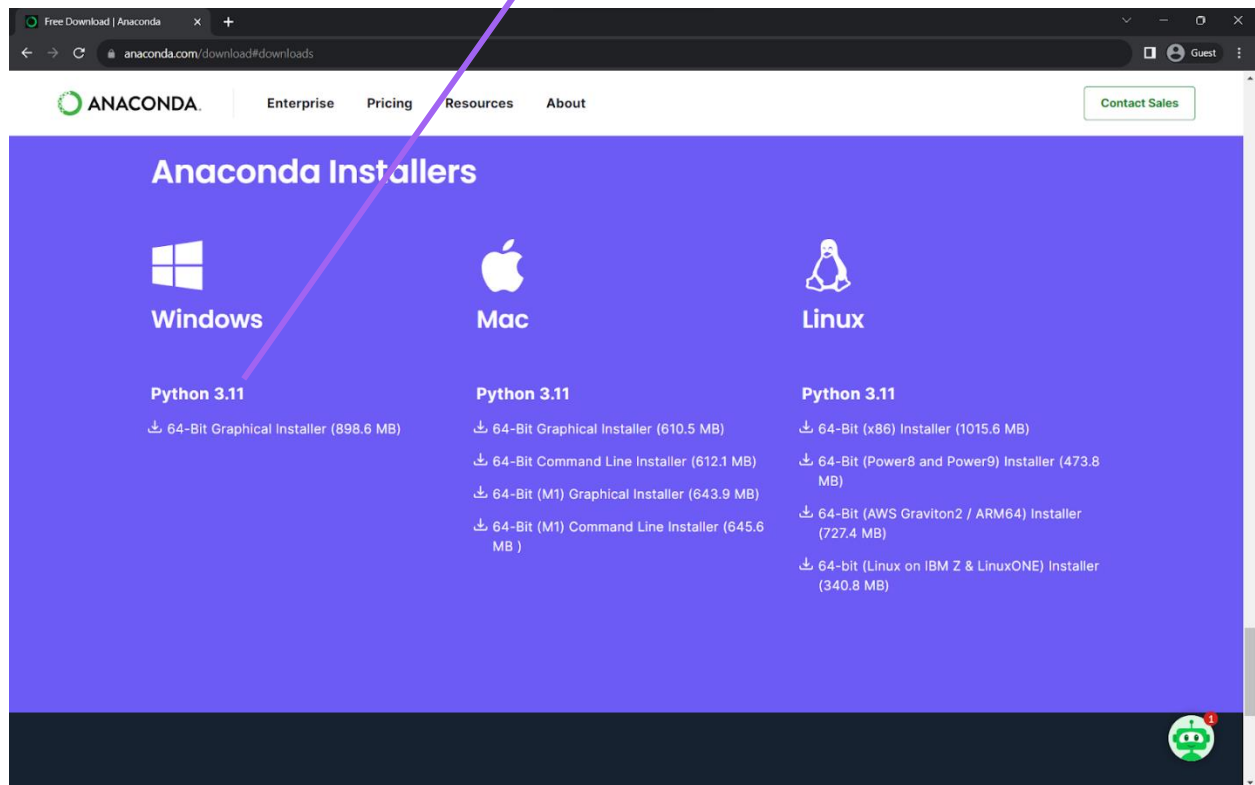 Free Download | Anaconda
anaconda.com/download#downloads
Guest
ANACONDA.
Enterprise
Pricing
Resources
About
Contact Sales
Anaconda Installers
Windows
Python 3.11
64-Bit Graphical Installer (898.6 MB)
Mac
Python 3.11
64-Bit Graphical Installer (610.5 MB)
64-Bit Command Line Installer (612.1 MB)
64-Bit (M1) Graphical Installer (643.9 MB)
64-Bit (M1) Command Line Installer (645.6
MB )
Linux
Python 3.11
64-Bit (x86) Installer (1015.6 MB)
64-Bit (Power8 and Power9) Installer (473.8
MB)
64-Bit (AWS Graviton2 / ARM64) Installer
(727.4 MB)
64-bit (Linux on IBM Z & LinuxONE) Installer
(340.8 MB)
1